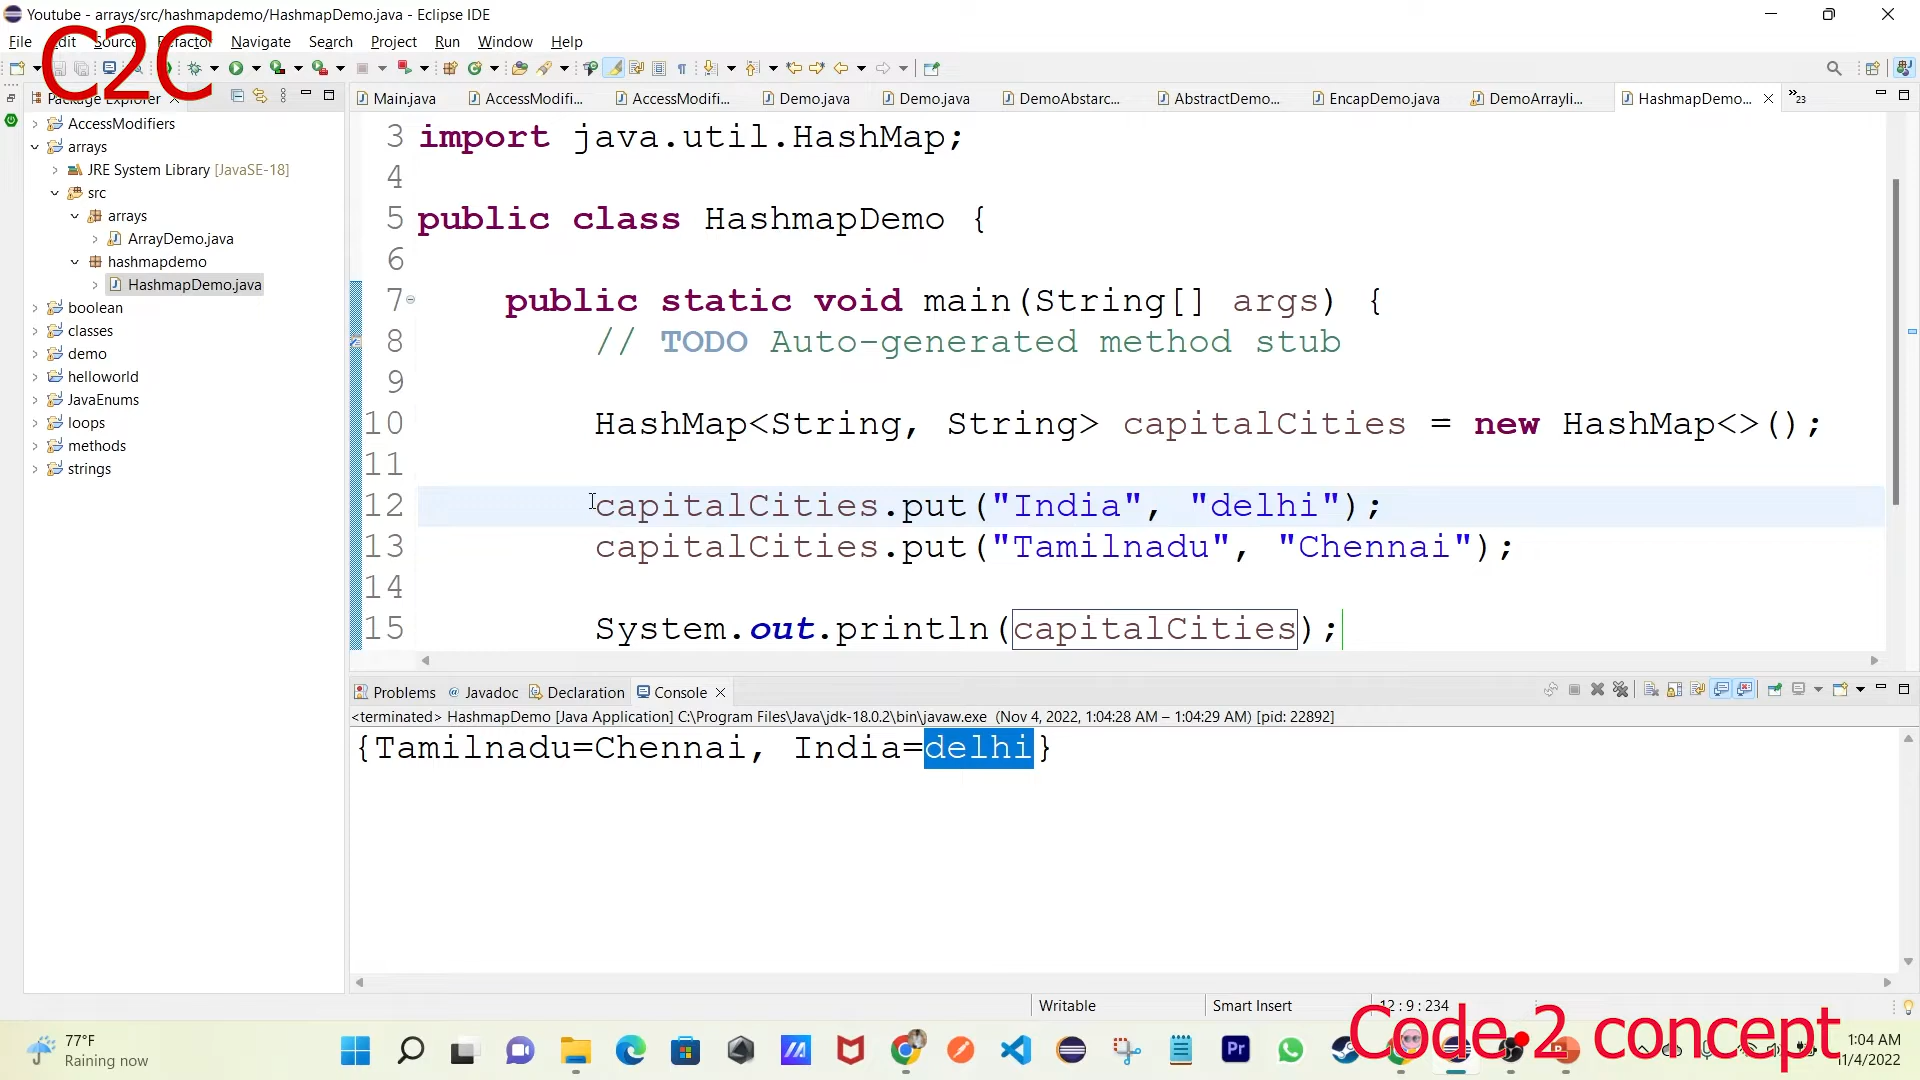 Youtube - arrays/src/hashmapdemo/HashmapDemo.java - Eclipse IDE
File Edit Source Refactor Navigate Search Project Run Window Help
C2C
Package Explorer
Main.java AccessModifi... AccessModifi... Demo.java Demo.java DemoAbstarc... AbstractDemo... EncapDemo.java DemoArrayli... HashmapDemo... »23
AccessModifiers
arrays
JRE System Library [JavaSE-18]
src
arrays
ArrayDemo.java
hashmapdemo
HashmapDemo.java
boolean
classes
demo
helloworld
JavaEnums
loops
methods
strings
3 import java.util.HashMap;
4
5 public class HashmapDemo {
6
7 public static void main(String[] args) {
8 // TODO Auto-generated method stub
9
10 HashMap<String, String> capitalCities = new HashMap<>();
11
12 capitalCities.put("India", "delhi");
13 capitalCities.put("Tamilnadu", "Chennai");
14
15 System.out.println(capitalCities);
Problems Javadoc Declaration Console
<terminated> HashmapDemo [Java Application] C:\Program Files\Java\jdk-18.0.2\bin\javaw.exe (Nov 4, 2022, 1:04:28 AM – 1:04:29 AM) [pid: 22892]
{Tamilnadu=Chennai, India=delhi}
Writable Smart Insert 12 : 9 : 234
Code 2 concept
77°F
Raining now
Pr
1:04 AM
11/4/2022